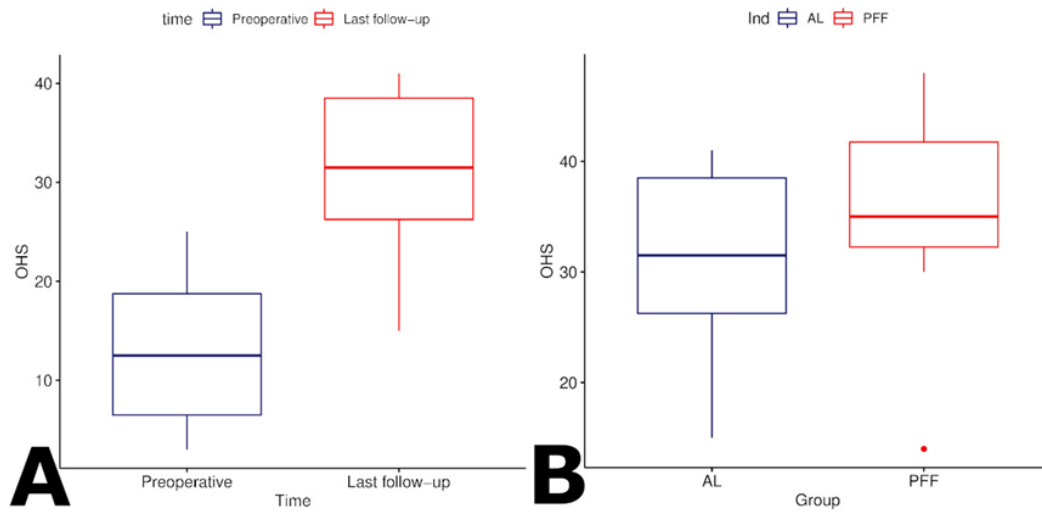 time Preoperative Last follow-up
40
30
20
10
OHS
Preoperative Last follow-up
Time
A
Ind AL PFF
40
30
20
OHS
AL PFF
Group
B